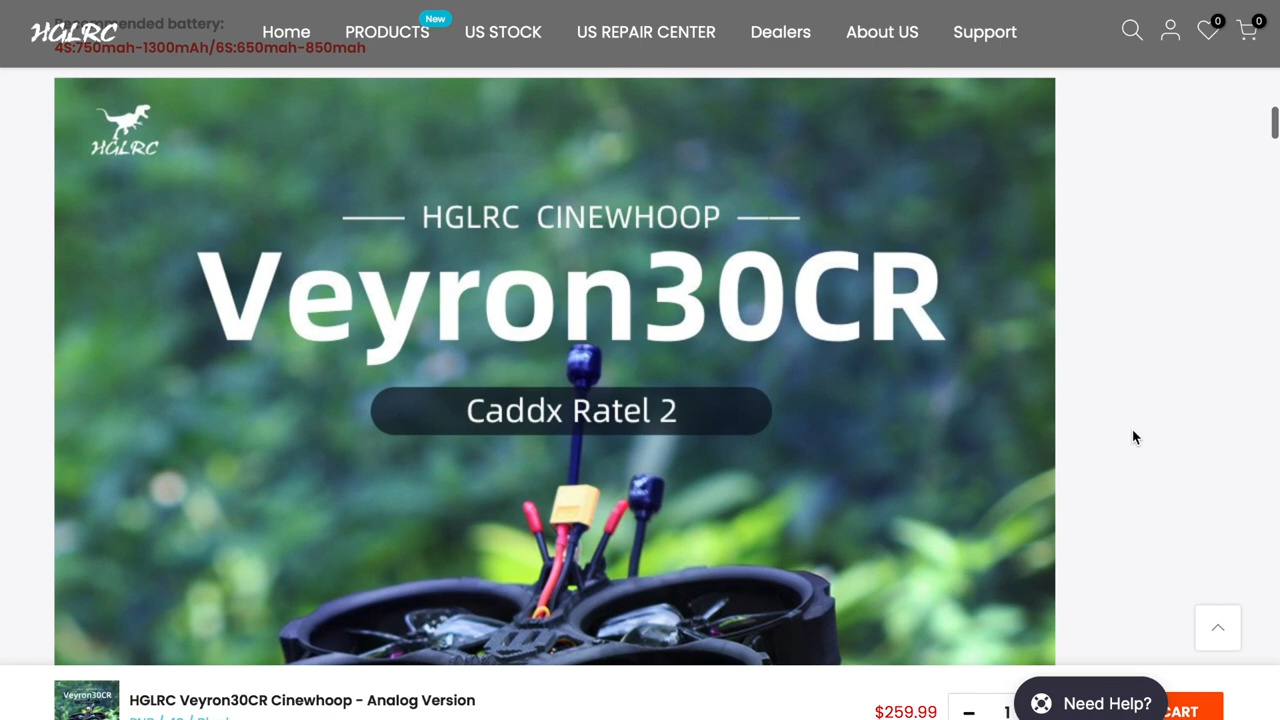 Recommended battery:
4S:750mah-1300mAh/6S:650mah-850mah
HGLRC
Home
PRODUCTS
New
US STOCK
US REPAIR CENTER
Dealers
About US
Support
0
0
HGLRC
HGLRC CINEWHOOP
Veyron30CR
Caddx Ratel 2
Veyron30CR
HGLRC Veyron30CR Cinewhoop - Analog Version
$259.99
1
Need Help?
CART